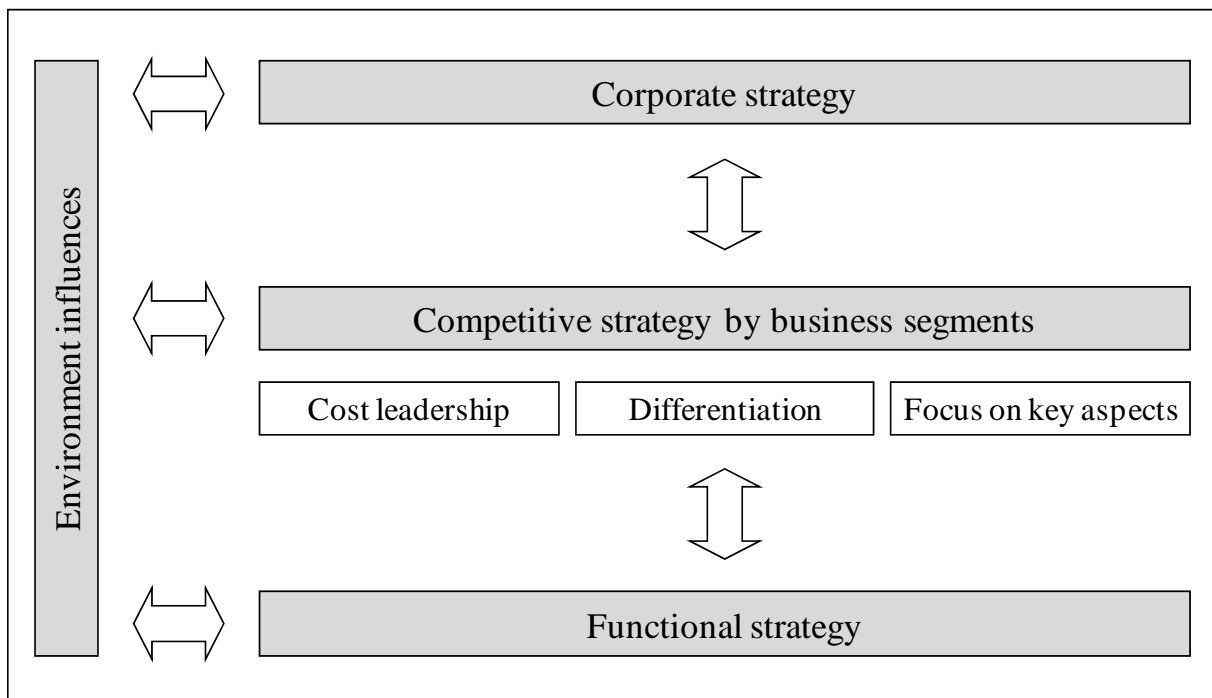 Corporate strategy
Environment influences
Competitive strategy by business segments
Cost leadership
Differentiation
Focus on key aspects
Functional strategy